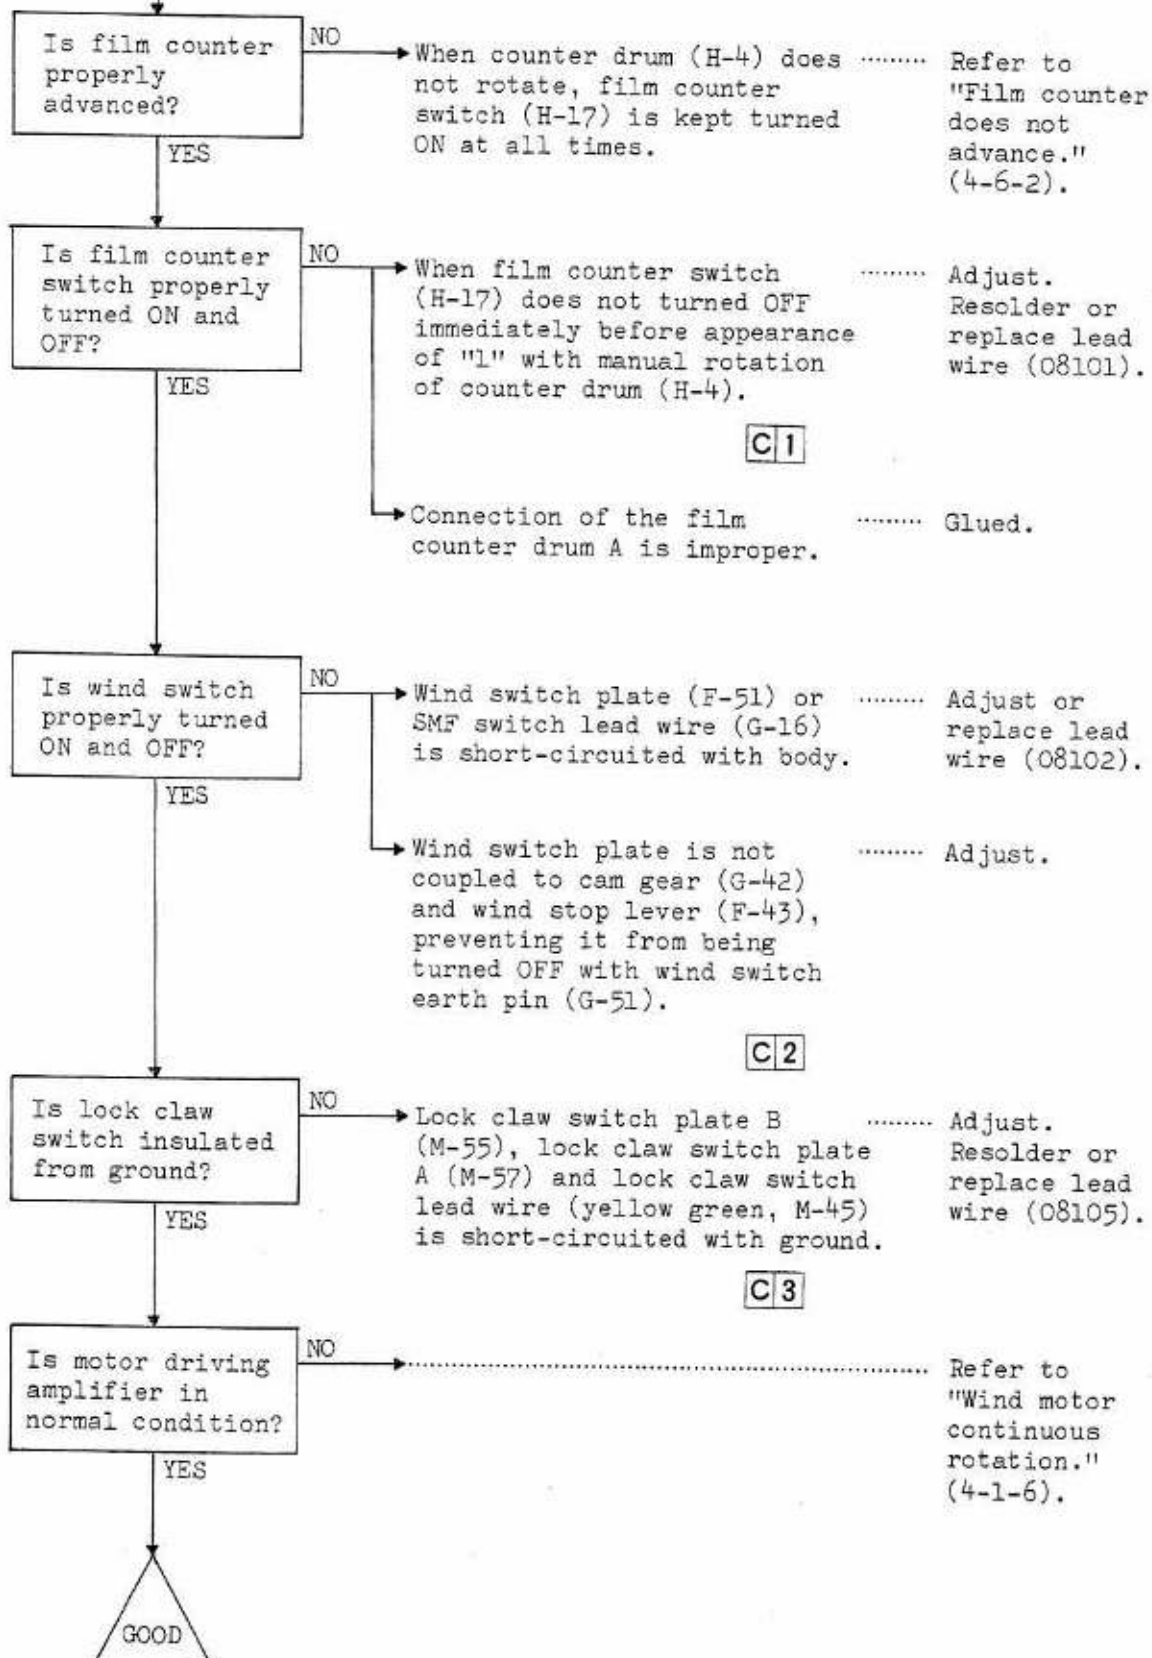 Is film counter
properly
advanced?
NO
When counter drum (H-4) does
not rotate, film counter
switch (H-17) is kept turned
ON at all times.
Refer to
"Film counter
does not
advance."
(4-6-2).
YES
Is film counter
switch properly
turned ON and
OFF?
NO
When film counter switch
(H-17) does not turned OFF
immediately before appearance
of "1" with manual rotation
of counter drum (H-4).
Adjust.
Resolder or
replace lead
wire (08101).
C 1
YES
Connection of the film
counter drum A is improper.
Glued.
Is wind switch
properly turned
ON and OFF?
NO
Wind switch plate (F-51) or
SMF switch lead wire (G-16)
is short-circuited with body.
Adjust or
replace lead
wire (08102).
YES
Wind switch plate is not
coupled to cam gear (G-42)
and wind stop lever (F-43),
preventing it from being
turned OFF with wind switch
earth pin (G-51).
Adjust.
C 2
Is lock claw
switch insulated
from ground?
NO
Lock claw switch plate B
(M-55), lock claw switch plate
A (M-57) and lock claw switch
lead wire (yellow green, M-45)
is short-circuited with ground.
Adjust.
Resolder or
replace lead
wire (08105).
C 3
YES
Is motor driving
amplifier in
normal condition?
NO
Refer to
"Wind motor
continuous
rotation."
(4-1-6).
YES
GOOD